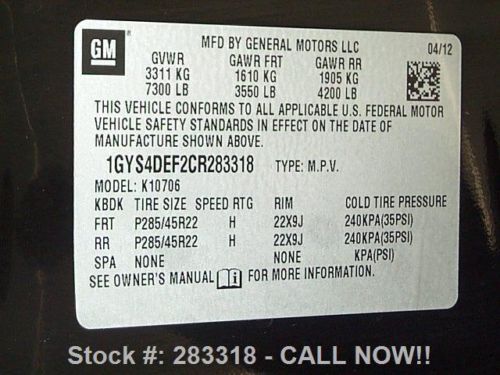 GM
MFD BY GENERAL MOTORS LLC 04/12
GVWR GAWR FRT GAWR RR
3311 KG 1610 KG 1905 KG
7300 LB 3550 LB 4200 LB
THIS VEHICLE CONFORMS TO ALL APPLICABLE U.S. FEDERAL MOTOR
VEHICLE SAFETY STANDARDS IN EFFECT ON THE DATE OF
MANUFACTURE SHOWN ABOVE.
1GYS4DEF2CR283318 TYPE: M.P.V.
MODEL: K10706
KBDK TIRE SIZE SPEED RTG RIM COLD TIRE PRESSURE
FRT P285/45R22 H 22X9J 240KPA(35PSI)
RR P285/45R22 H 22X9J 240KPA(35PSI)
SPA NONE NONE KPA(PSI)
SEE OWNER'S MANUAL FOR MORE INFORMATION.
Stock #: 283318 - CALL NOW!!